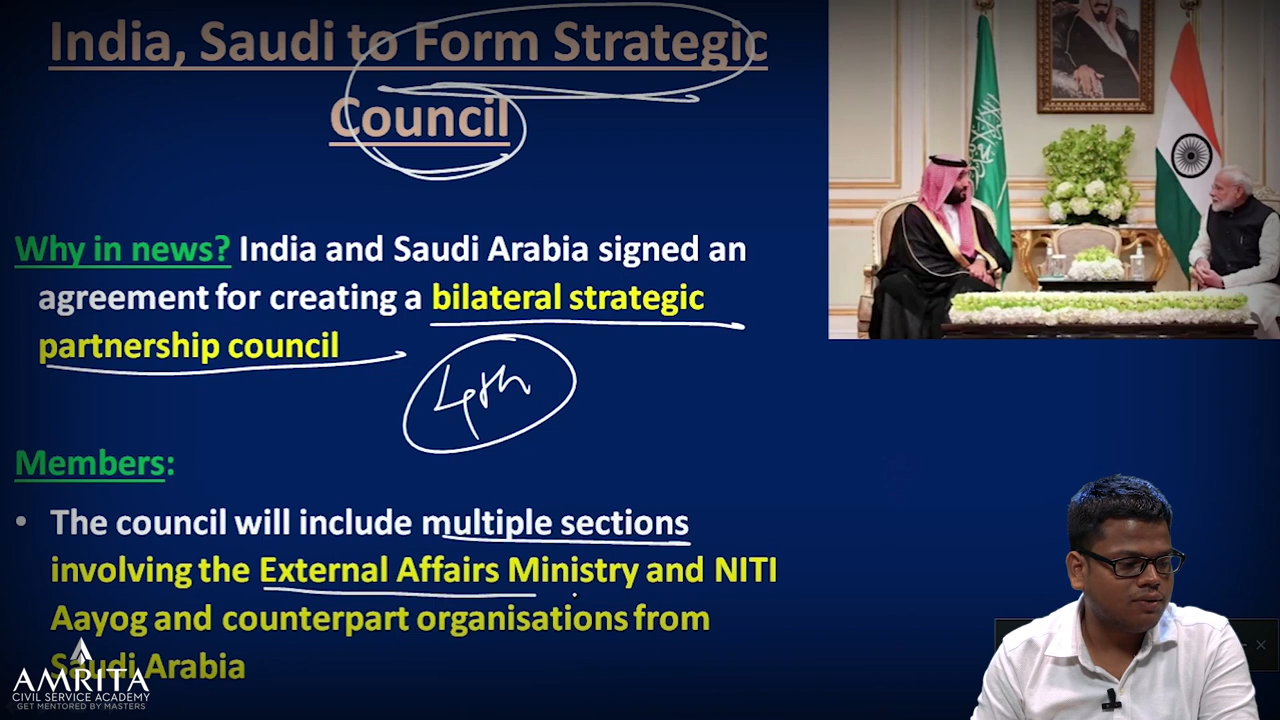 India, Saudi to Form Strategic
Council
Why in news? India and Saudi Arabia signed an
agreement for creating a bilateral strategic
partnership council
4th
Members:
• The council will include multiple sections
involving the External Affairs Ministry and NITI
Aayog and counterpart organisations from
Saudi Arabia
AMRITA
CIVIL SERVICE ACADEMY
GET MENTORED BY MASTERS